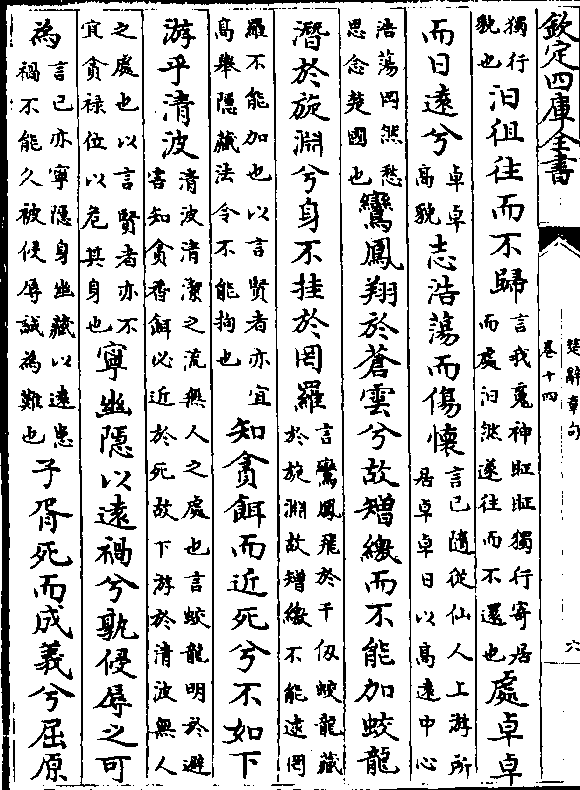 欽定四庫全書
楚辭章句
卷十四
六
獨行
貌也
汩徂往而不歸
言我魂神眐眐獨行寄居
而處汩然遂往而不還也
處卓卓
而日遠兮
卓卓
高貌
志浩蕩而傷懷
言己隨從仙人上游所
居卓卓日以高遠中心
浩蕩罔然愁
思念楚國也
鸞鳳翔於蒼雲兮故矰繳而不能加蛟龍
潛於旋淵兮身不挂於罔羅
言鸞鳳飛於千仞蛟龍藏
於旋淵故矰繳不能逮罔
羅不能加也以言賢者亦宜
高舉隱藏法令不能拘也
知貪餌而近死兮不如下
游乎清波
清波清潔之流無人之處也言蛟龍明於避
害知貪香餌必近於死故下游於清波無人
之處也以言賢者亦不
宜貪祿位以危其身也
寧幽隱以遠禍兮孰侵辱之可
為
言己亦寧隱身幽藏以遠患
禍不能久被侵辱誠為難也
子胥死而成義兮屈原